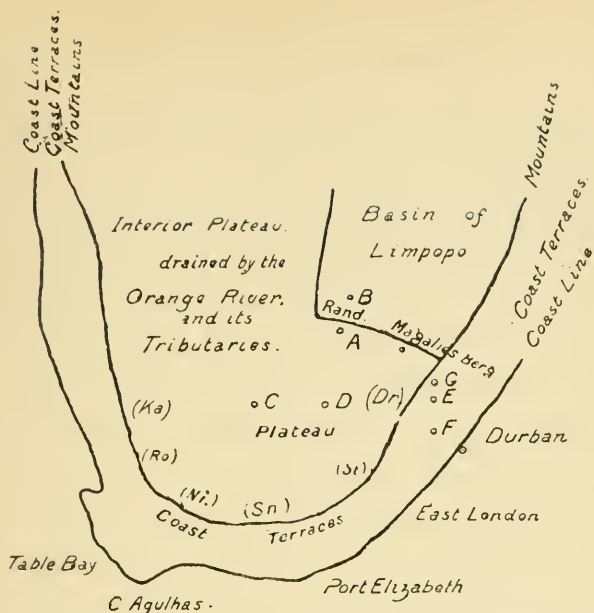 Coast Line
Coast Terraces.
Mountains
Mountains
Coast Terraces.
Coast Line
Interior Plateau.
drained by the
Orange River,
and its
Tributaries.
Basin of
Limpopo
B
Rand.
A
Magalies Berg
G
(Ka)
C
D
(Dr)
E
Plateau
F
Durban
(Ro)
(St)
(Ni.)
(Sn)
Coast
Terraces
East London
Table Bay
Port Elizabeth
C Agulhas.